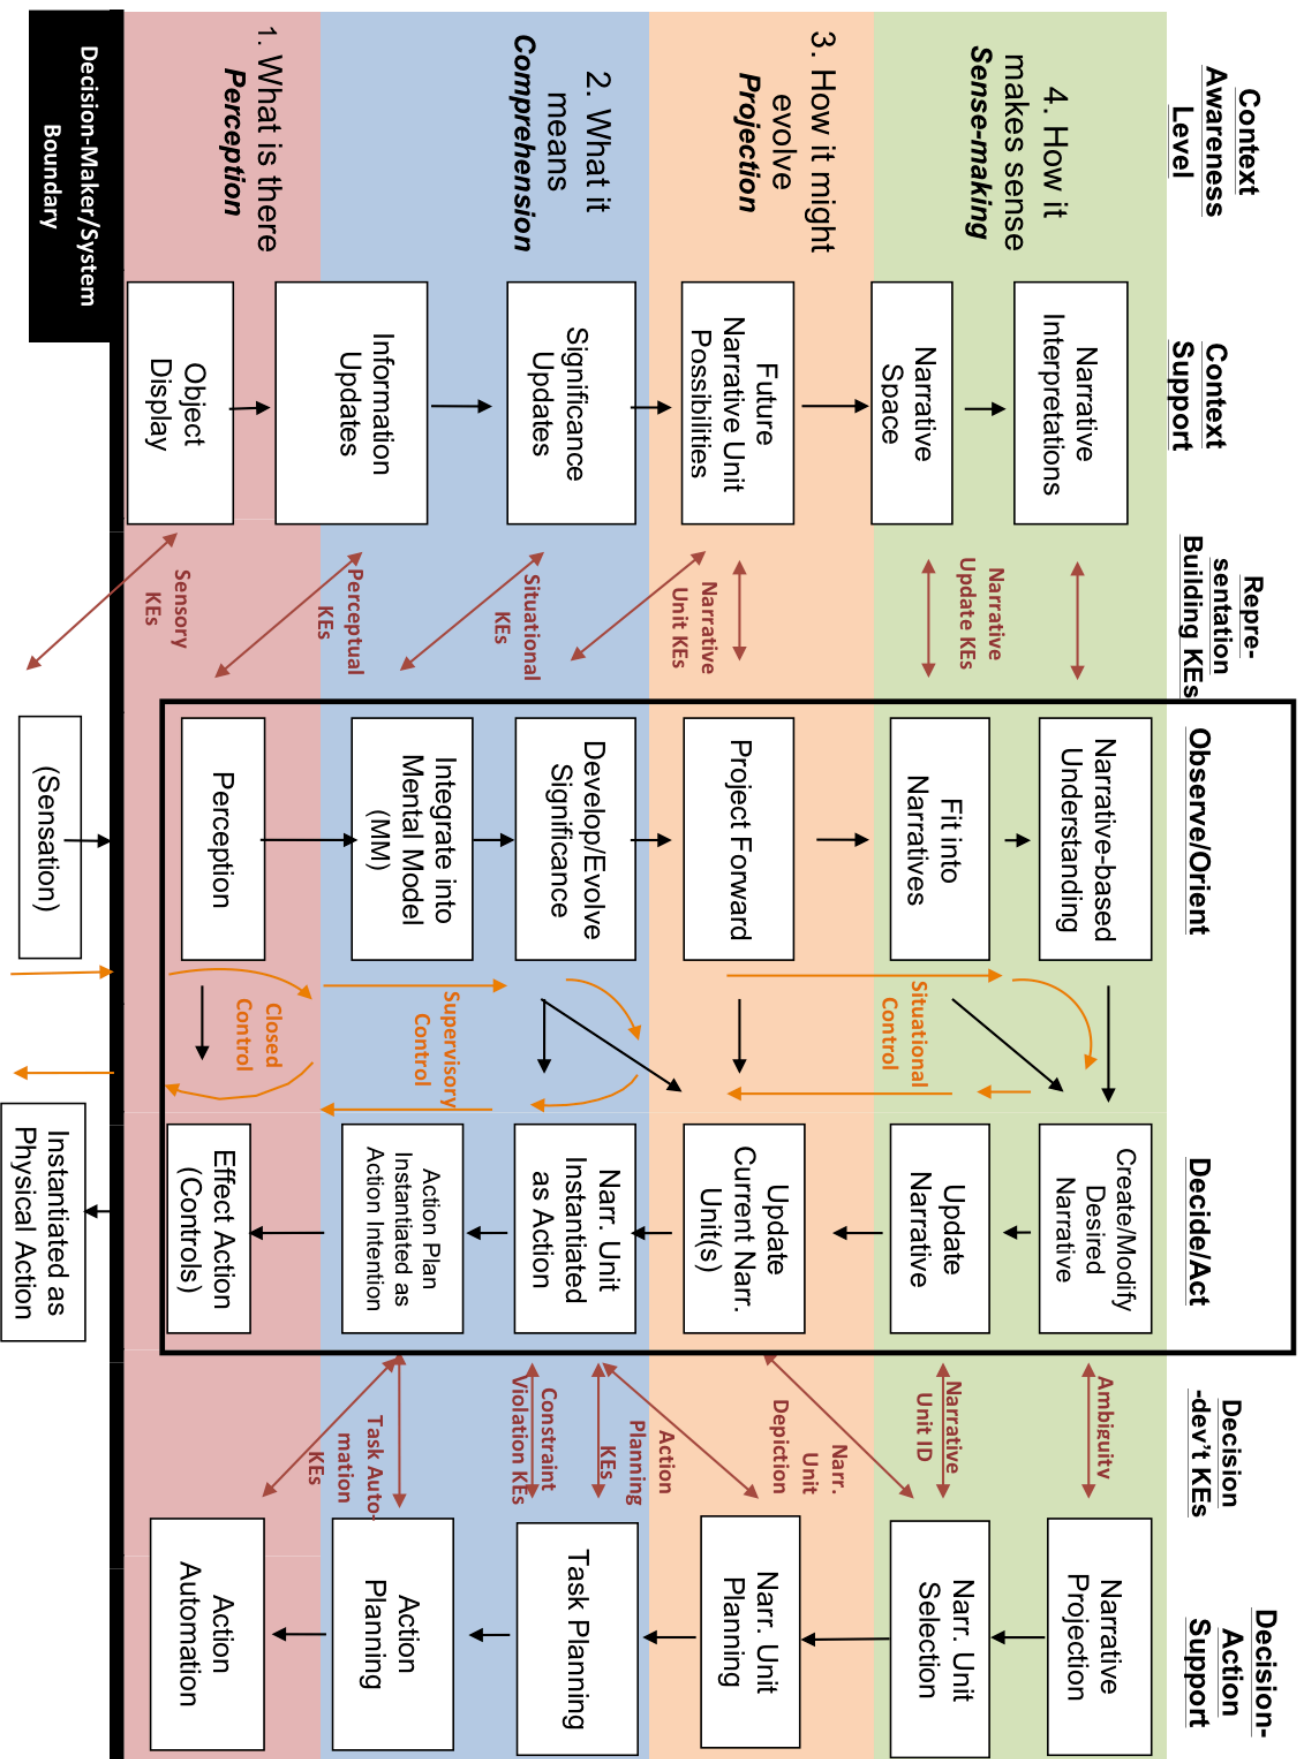 Context
Awareness
Level
Context
Support
Repre-
sentation
Building KEs
Observe/Orient
Decide/Act
Decision
-dev't KEs
Decision-
Action
Support
4. How it
makes sense
Sense-making
Narrative
Interpretations
Narrative
Space
Narrative
Update KEs
Narrative-based
Understanding
Fit into
Narratives
Situational
Control
Create/Modify
Desired
Narrative
Update
Narrative
Ambiguity
Narrative
Unit ID
Narrative
Projection
Narr. Unit
Selection
3. How it might
evolve
Projection
Future
Narrative Unit
Possibilities
Narrative
Unit KEs
Project Forward
Update
Current Narr.
Unit(s)
Narr.
Unit
Depiction
Narr. Unit
Planning
2. What it
means
Comprehension
Significance
Updates
Information
Updates
Situational
KEs
Perceptual
KEs
Develop/Evolve
Significance
Integrate into
Mental Model
(MM)
Supervisory
Control
Narr. Unit
Instantiated
as Action
Action Plan
Instantiated as
Action Intention
Action
Planning
KEs
Constraint
Violation KEs
Task Auto-
mation
KEs
Task Planning
Action
Planning
1. What is there
Perception
Object
Display
Sensory
KEs
Perception
Closed
Control
Effect Action
(Controls)
Action
Automation
Decision-Maker/System
Boundary
(Sensation)
Instantiated as
Physical Action